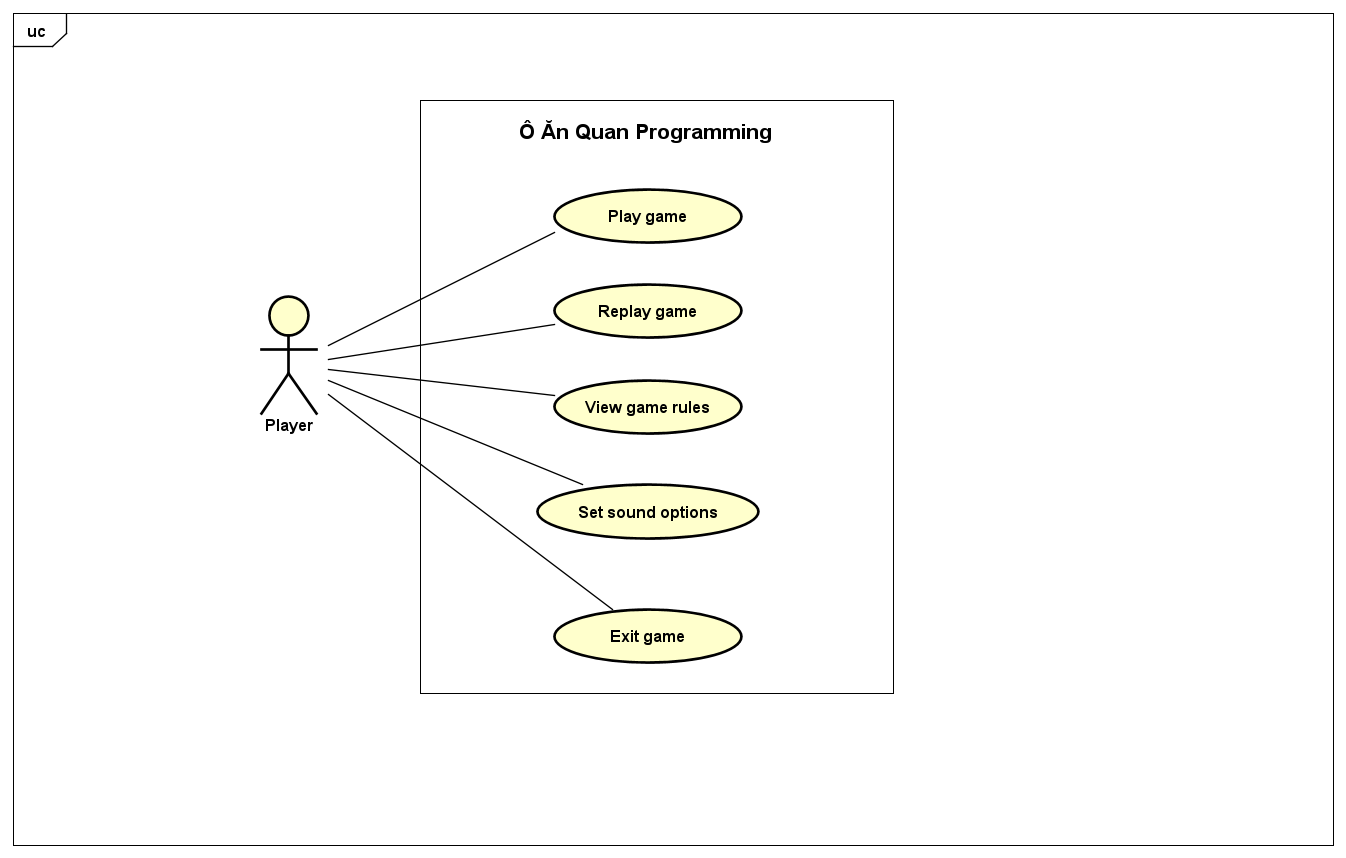 uc
Ô Ăn Quan Programming
Play game
Replay game
View game rules
Player
Set sound options
Exit game